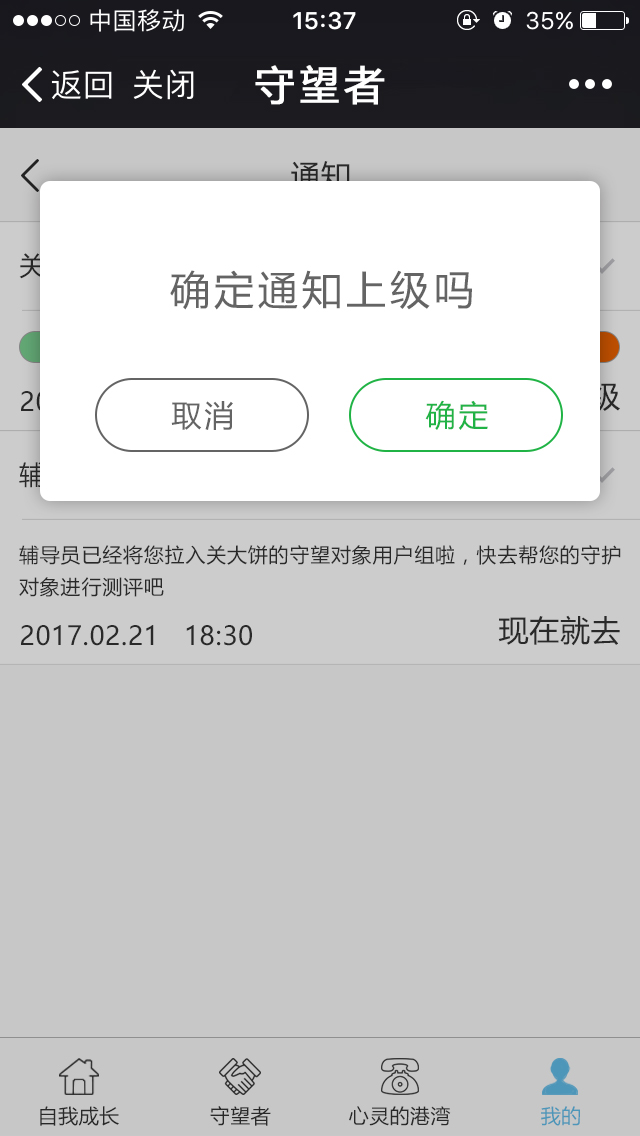 中国移动 15:37 35%
返回 关闭 守望者
通知
确定通知上级吗
取消 确定
级
辅导员已经将您拉入关大饼的守望对象用户组啦，快去帮您的守护
对象进行测评吧
2017.02.21 18:30 现在就去
自我成长 守望者 心灵的港湾 我的